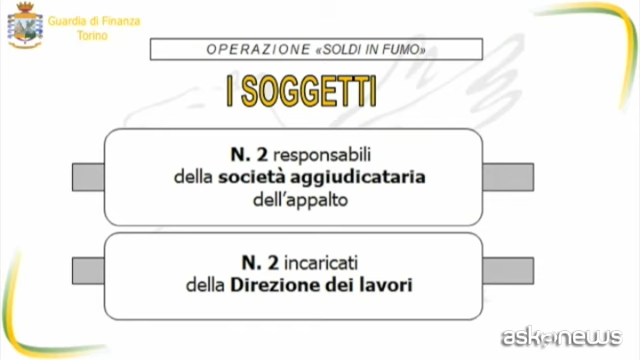 Guardia di Finanza
Torino
OPERAZIONE «SOLDI IN FUMO»
I SOGGETTI
N. 2 responsabili
della società aggiudicataria
dell'appalto
N. 2 incaricati
della Direzione dei lavori
askanews